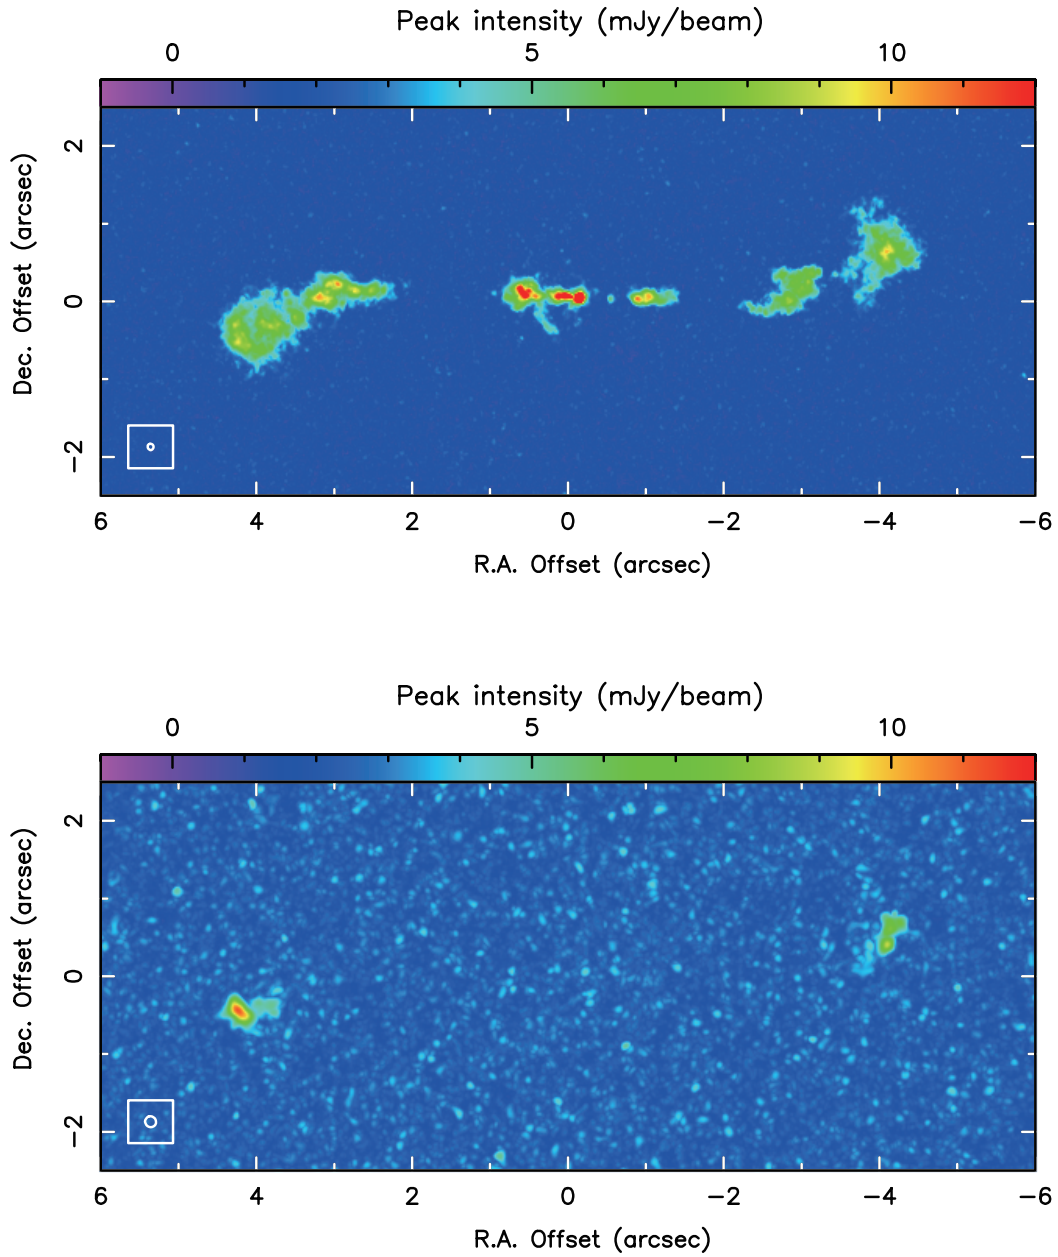 Peak intensity (mJy/beam)
0 5 10
Dec. Offset (arcsec)
2
0
−2
6 4 2 0 −2 −4 −6
R.A. Offset (arcsec)
Peak intensity (mJy/beam)
0 5 10
Dec. Offset (arcsec)
2
0
−2
6 4 2 0 −2 −4 −6
R.A. Offset (arcsec)